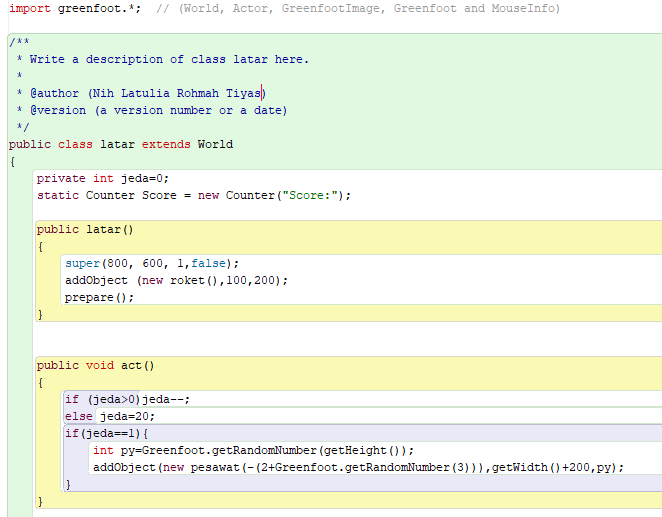 import greenfoot.*;  // (World, Actor, GreenfootImage, Greenfoot and MouseInfo)
/**
 * Write a description of class latar here.
 *
 * @author (Nih Latulia Rohmah Tiyas)
 * @version (a version number or a date)
 */
public class latar extends World
{
    private int jeda=0;
    static Counter Score = new Counter("Score:");
    public latar()
    {
        super(800, 600, 1,false);
        addObject (new roket(),100,200);
        prepare();
    }
    public void act()
    {
        if (jeda>0)jeda--;
        else jeda=20;
        if(jeda==1){
            int py=Greenfoot.getRandomNumber(getHeight());
            addObject(new pesawat(-(2+Greenfoot.getRandomNumber(3))),getWidth()+200,py);
        }
    }